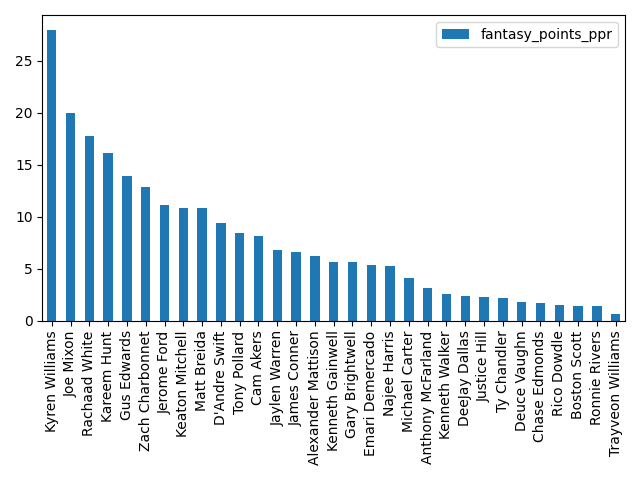 fantasy_points_ppr
25
20
15
10
5
0
Kyren Williams
Joe Mixon
Rachaad White
Kareem Hunt
Gus Edwards
Zach Charbonnet
Jerome Ford
Keaton Mitchell
Matt Breida
D'Andre Swift
Tony Pollard
Cam Akers
Jaylen Warren
James Conner
Alexander Mattison
Kenneth Gainwell
Gary Brightwell
Emari Demercado
Najee Harris
Michael Carter
Anthony McFarland
Kenneth Walker
DeeJay Dallas
Justice Hill
Ty Chandler
Deuce Vaughn
Chase Edmonds
Rico Dowdle
Boston Scott
Ronnie Rivers
Trayveon Williams